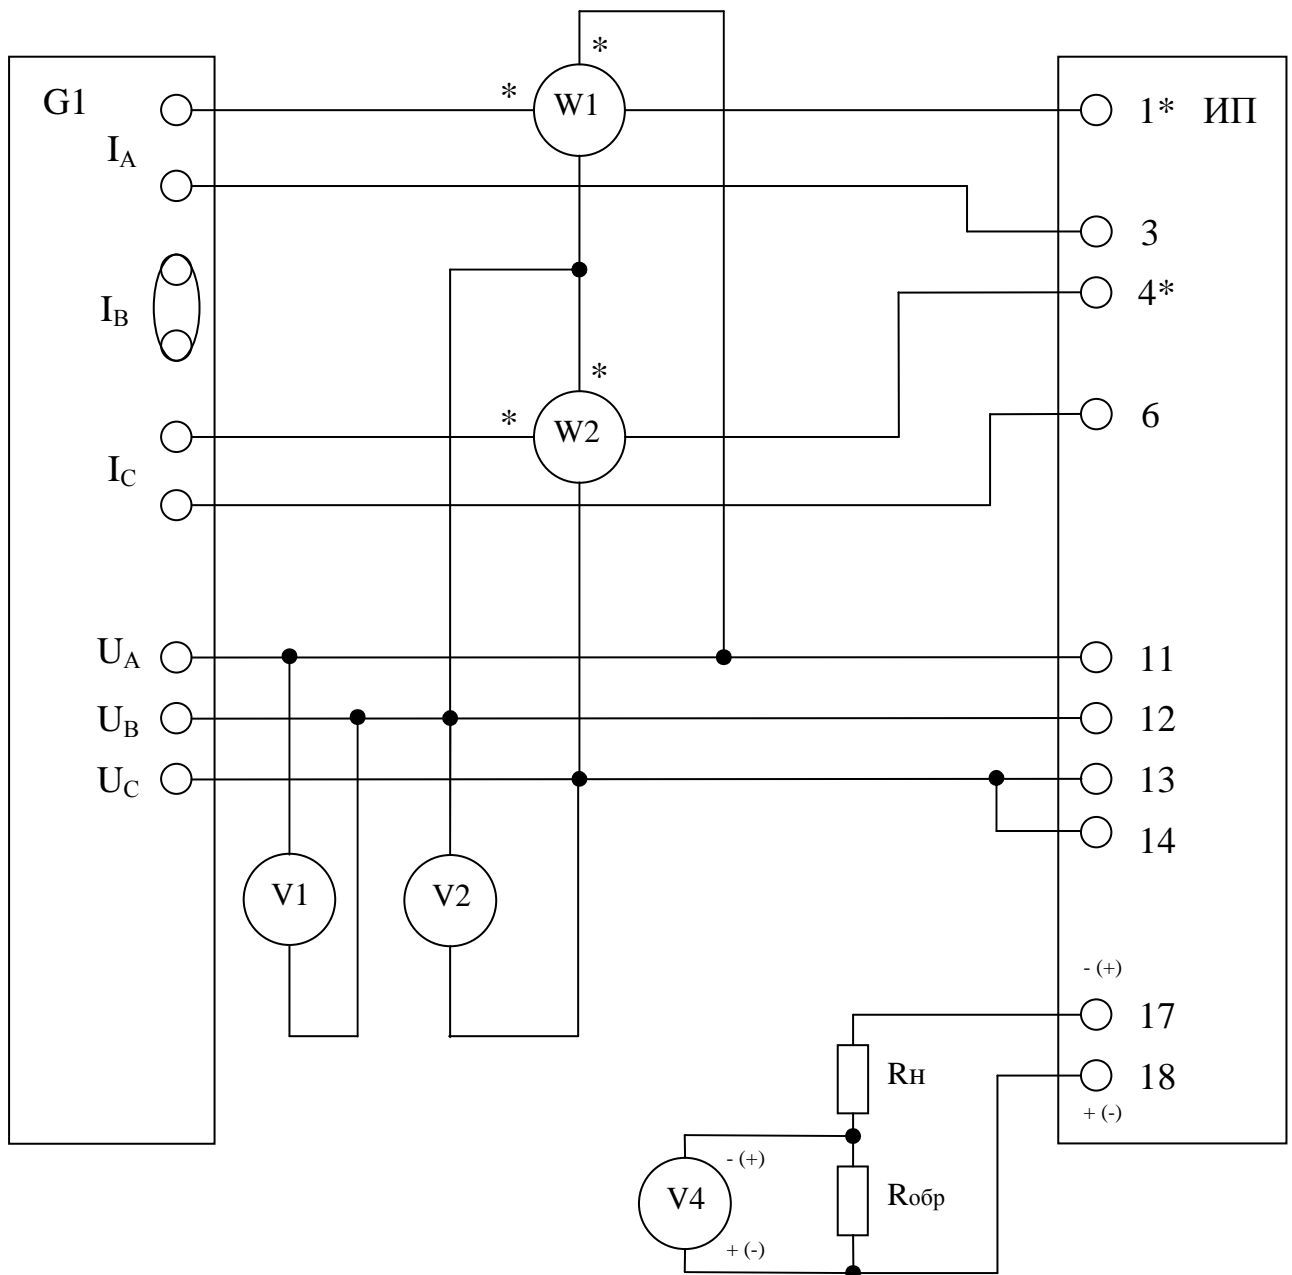 *
G1
*
W1
1* ИП
I_A
3
4*
I_B
*
*
W2
6
I_C
U_A
11
U_B
12
U_C
13
14
V1
V2
- (+)
17
Rн
18
+ (-)
- (+)
V4
Rобр
+ (-)